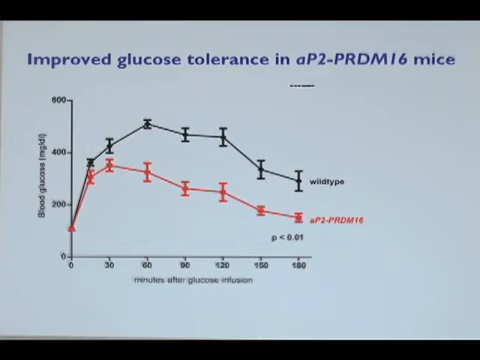 Improved glucose tolerance in aP2-PRDM16 mice
600
400
200
0
Blood glucose (mg/dl)
wildtype
aP2-PRDM16
p < 0.01
0 30 60 90 120 150 180
minutes after glucose infusion